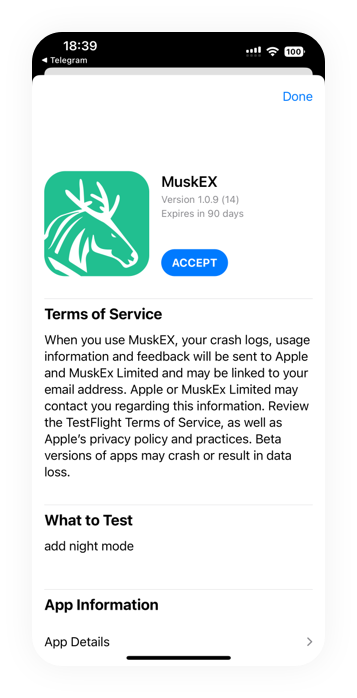 18:39
100
◀ Telegram
Done
MuskEX
Version 1.0.9 (14)
Expires in 90 days
ACCEPT
Terms of Service
When you use MuskEX, your crash logs, usage
information and feedback will be sent to Apple
and MuskEx Limited and may be linked to your
email address. Apple or MuskEx Limited may
contact you regarding this information. Review
the TestFlight Terms of Service, as well as
Apple’s privacy policy and practices. Beta
versions of apps may crash or result in data
loss.
What to Test
add night mode
App Information
App Details